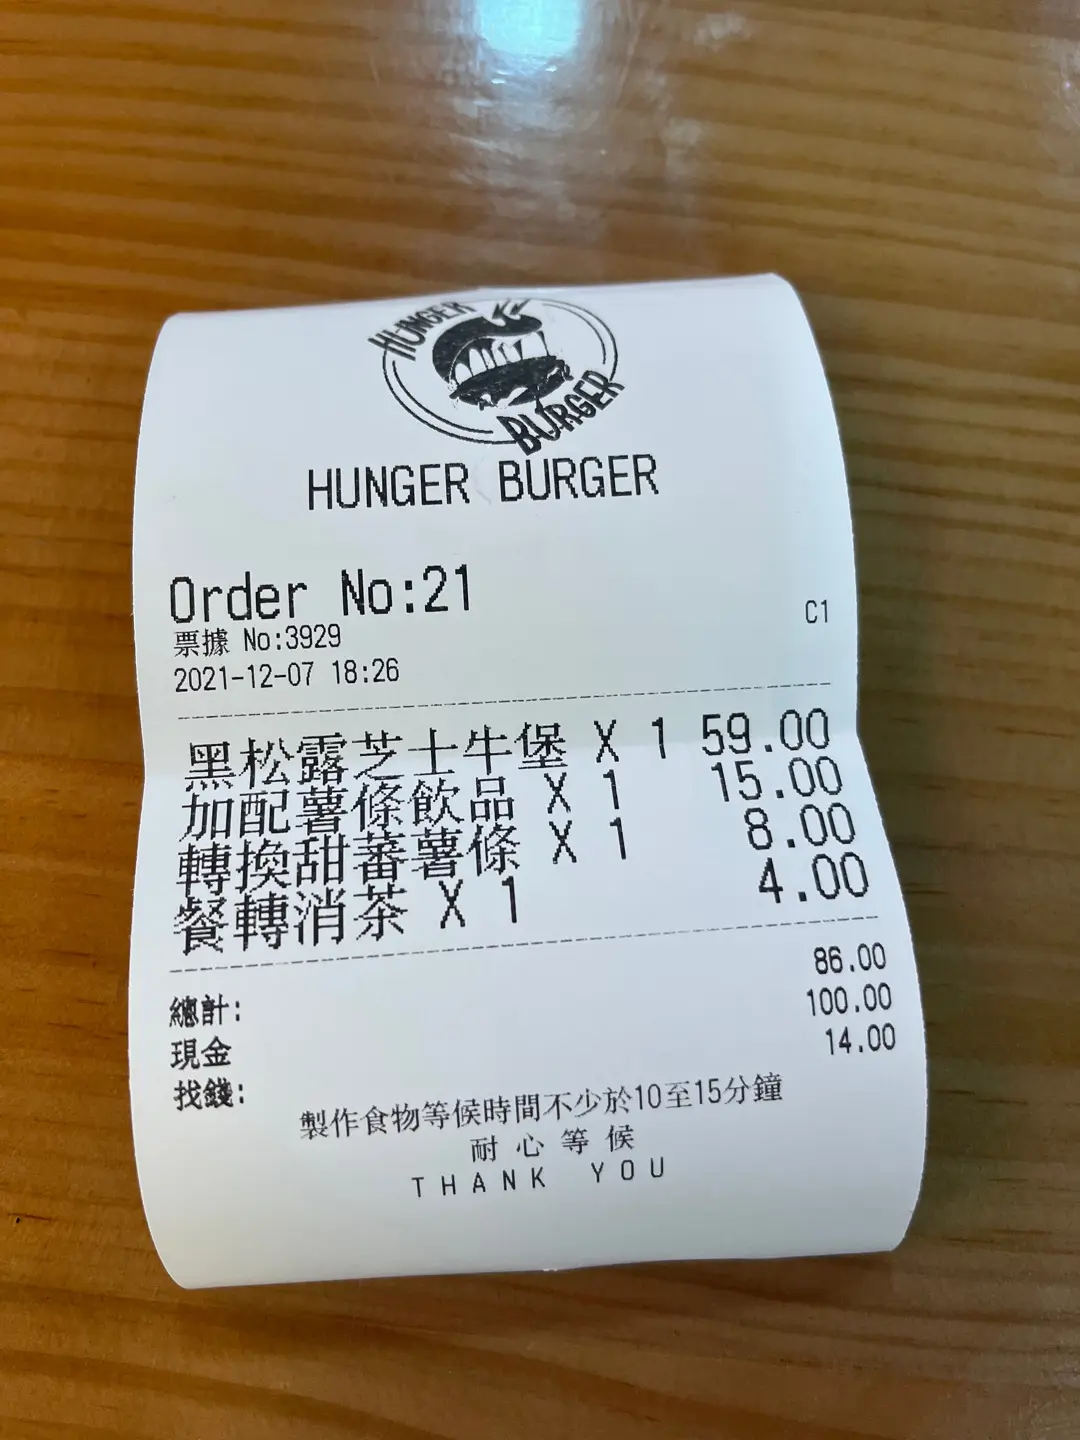 HUNGER
BURGER
HUNGER BURGER
Order No:21
C1
票據 No:3929
2021-12-07 18:26
黑松露芝士牛堡 X 1 59.00
加配薯條飲品 X 1 15.00
轉換甜蕃薯條 X 1 8.00
餐轉消茶 X 1 4.00
總計: 86.00
現金 100.00
找錢: 14.00
製作食物等候時間不少於10至15分鐘
耐心等候
THANK YOU